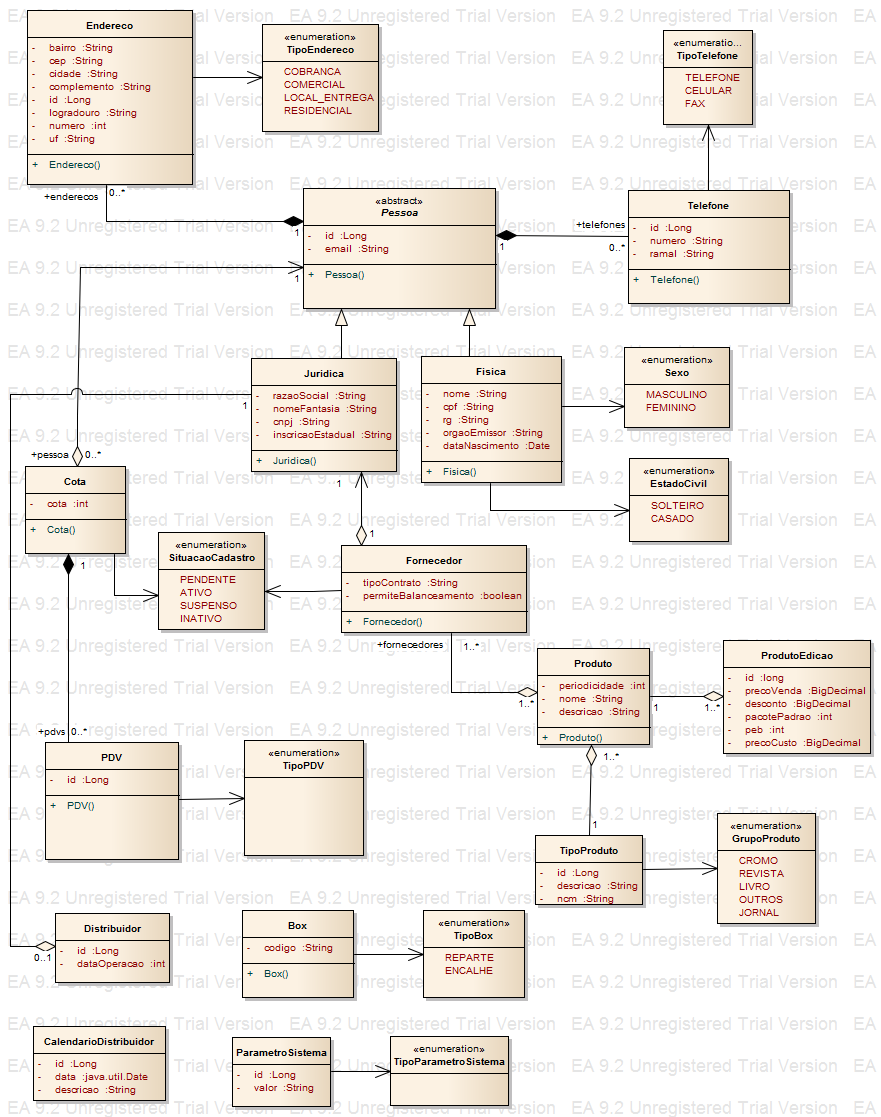 EA 9.2 Unregistered Trial Version
Endereco
- bairro :String
- cep :String
- cidade :String
- complemento :String
- id :Long
- logradouro :String
- numero :int
- uf :String
+ Endereco()
«enumeration»
TipoEndereco
COBRANCA
COMERCIAL
LOCAL_ENTREGA
RESIDENCIAL
«enumeratio...
TipoTelefone
TELEFONE
CELULAR
FAX
+enderecos
0..*
1
«abstract»
Pessoa
- id :Long
- email :String
+ Pessoa()
1
1
+telefones
0..*
Telefone
- id :Long
- numero :String
- ramal :String
+ Telefone()
Juridica
- razaoSocial :String
- nomeFantasia :String
- cnpj :String
- inscricaoEstadual :String
+ Juridica()
1
1
Fisica
- nome :String
- cpf :String
- rg :String
- orgaoEmissor :String
- dataNascimento :Date
+ Fisica()
«enumeration»
Sexo
MASCULINO
FEMININO
«enumeration»
EstadoCivil
SOLTEIRO
CASADO
+pessoa
0..*
Cota
- cota :int
+ Cota()
1
«enumeration»
SituacaoCadastro
PENDENTE
ATIVO
SUSPENSO
INATIVO
1
Fornecedor
- tipoContrato :String
- permiteBalanceamento :boolean
+ Fornecedor()
+fornecedores
1..*
1..*
Produto
- periodicidade :int
- nome :String
- descricao :String
+ Produto()
1
1..*
1..*
ProdutoEdicao
- id :long
- precoVenda :BigDecimal
- desconto :BigDecimal
- pacotePadrao :int
- peb :int
- precoCusto :BigDecimal
+pdvs
0..*
PDV
- id :Long
+ PDV()
«enumeration»
TipoPDV
1
TipoProduto
- id :Long
- descricao :String
- ncm :String
«enumeration»
GrupoProduto
CROMO
REVISTA
LIVRO
OUTROS
JORNAL
0..1
Distribuidor
- id :Long
- dataOperacao :int
Box
- codigo :String
+ Box()
«enumeration»
TipoBox
REPARTE
ENCALHE
CalendarioDistribuidor
- id :Long
- data :java.util.Date
- descricao :String
ParametroSistema
- id :Long
- valor :String
«enumeration»
TipoParametroSistema